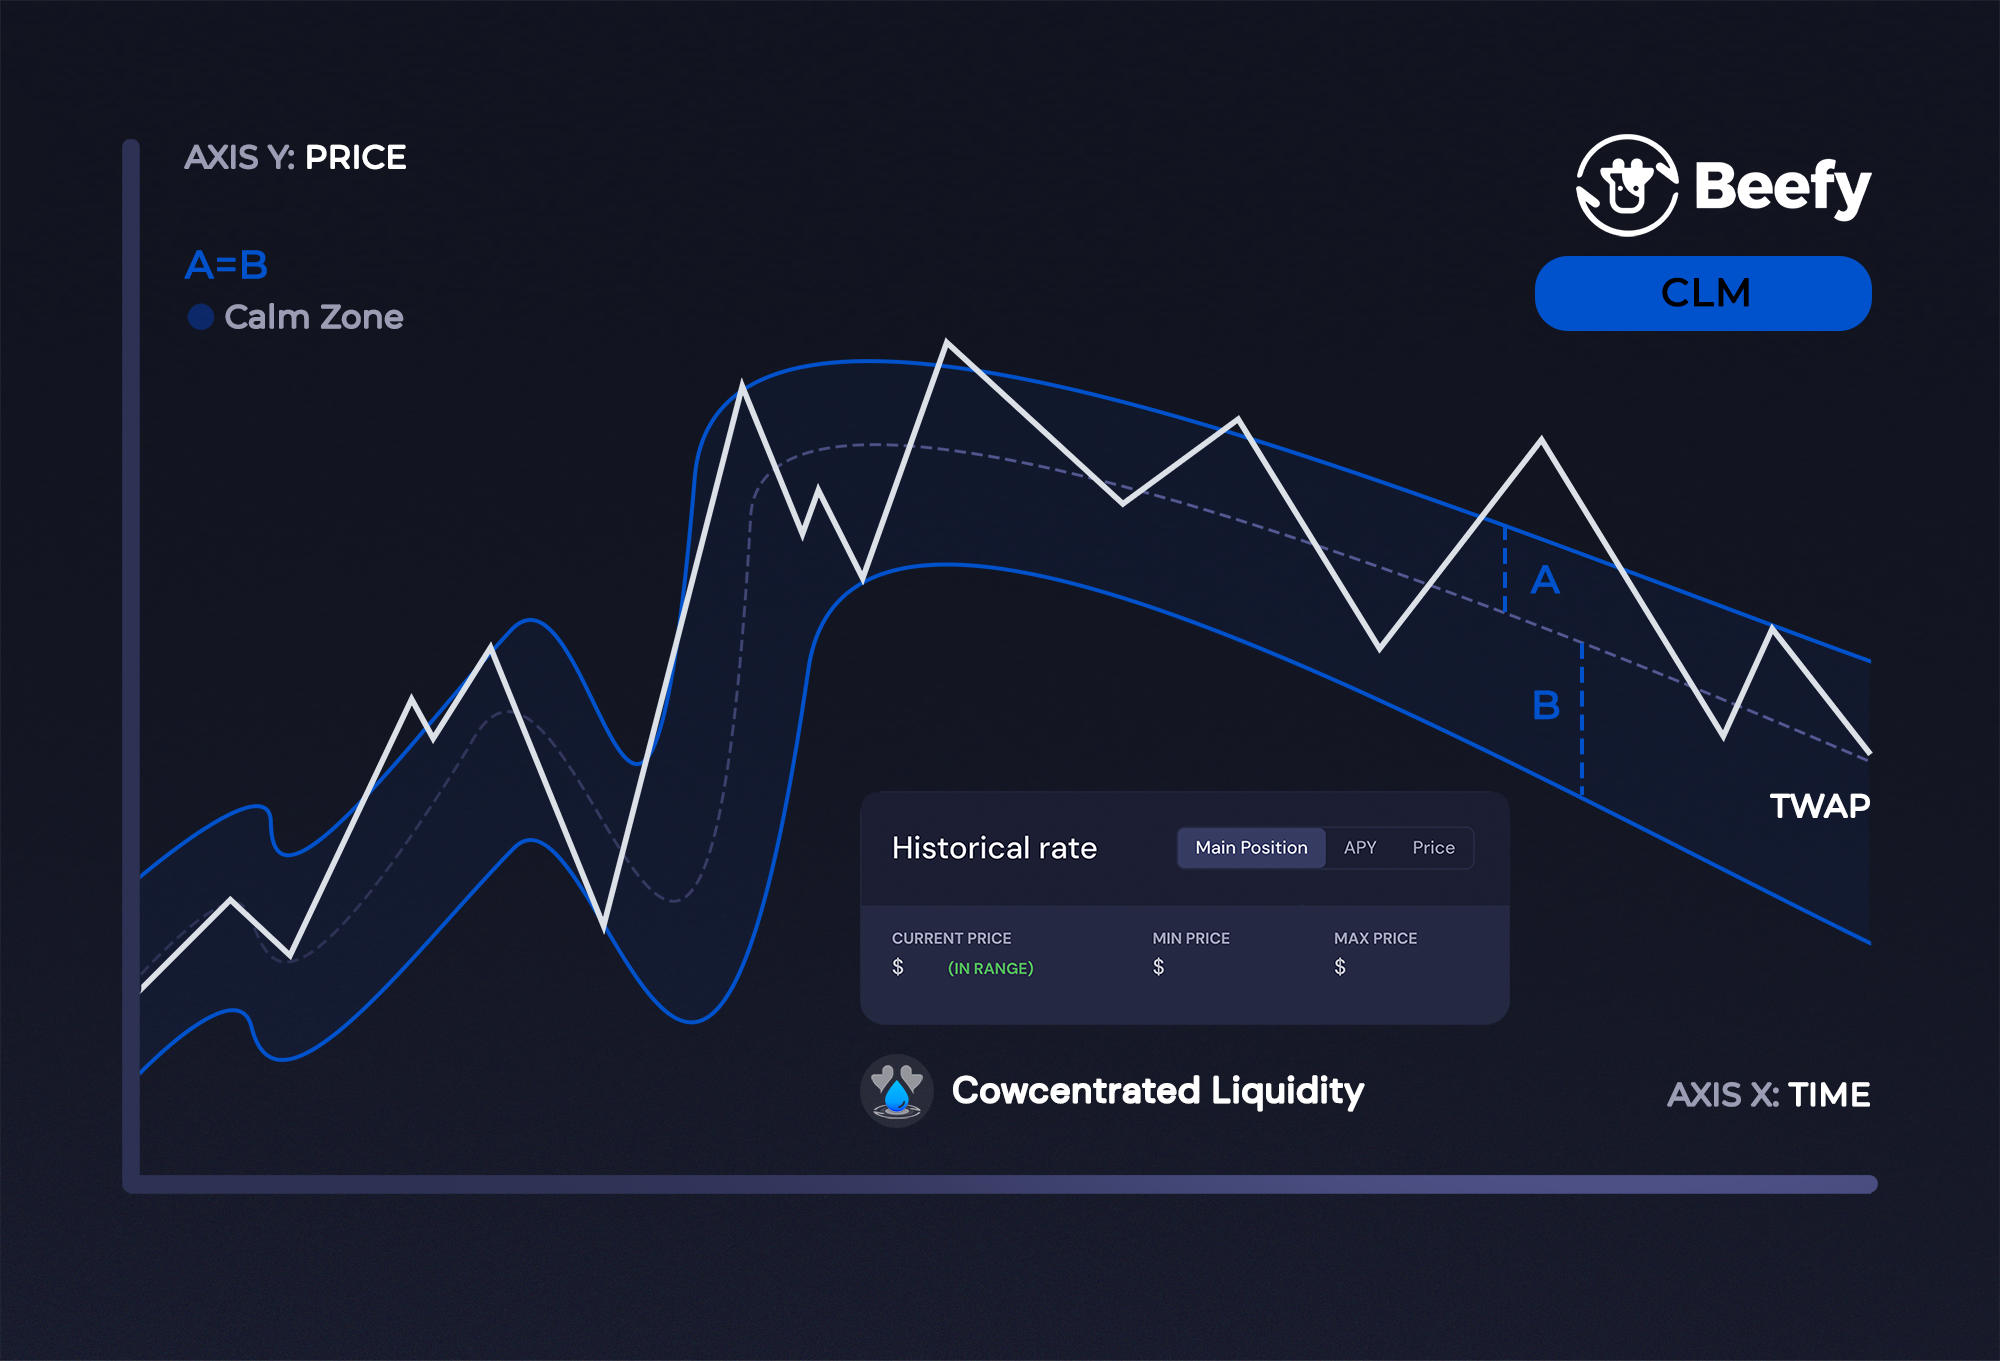 AXIS Y: PRICE
A=B
Calm Zone
Beefy
CLM
A
B
TWAP
Historical rate
Main Position APY Price
CURRENT PRICE MIN PRICE MAX PRICE
$ (IN RANGE) $ $
Cowcentrated Liquidity
AXIS X: TIME